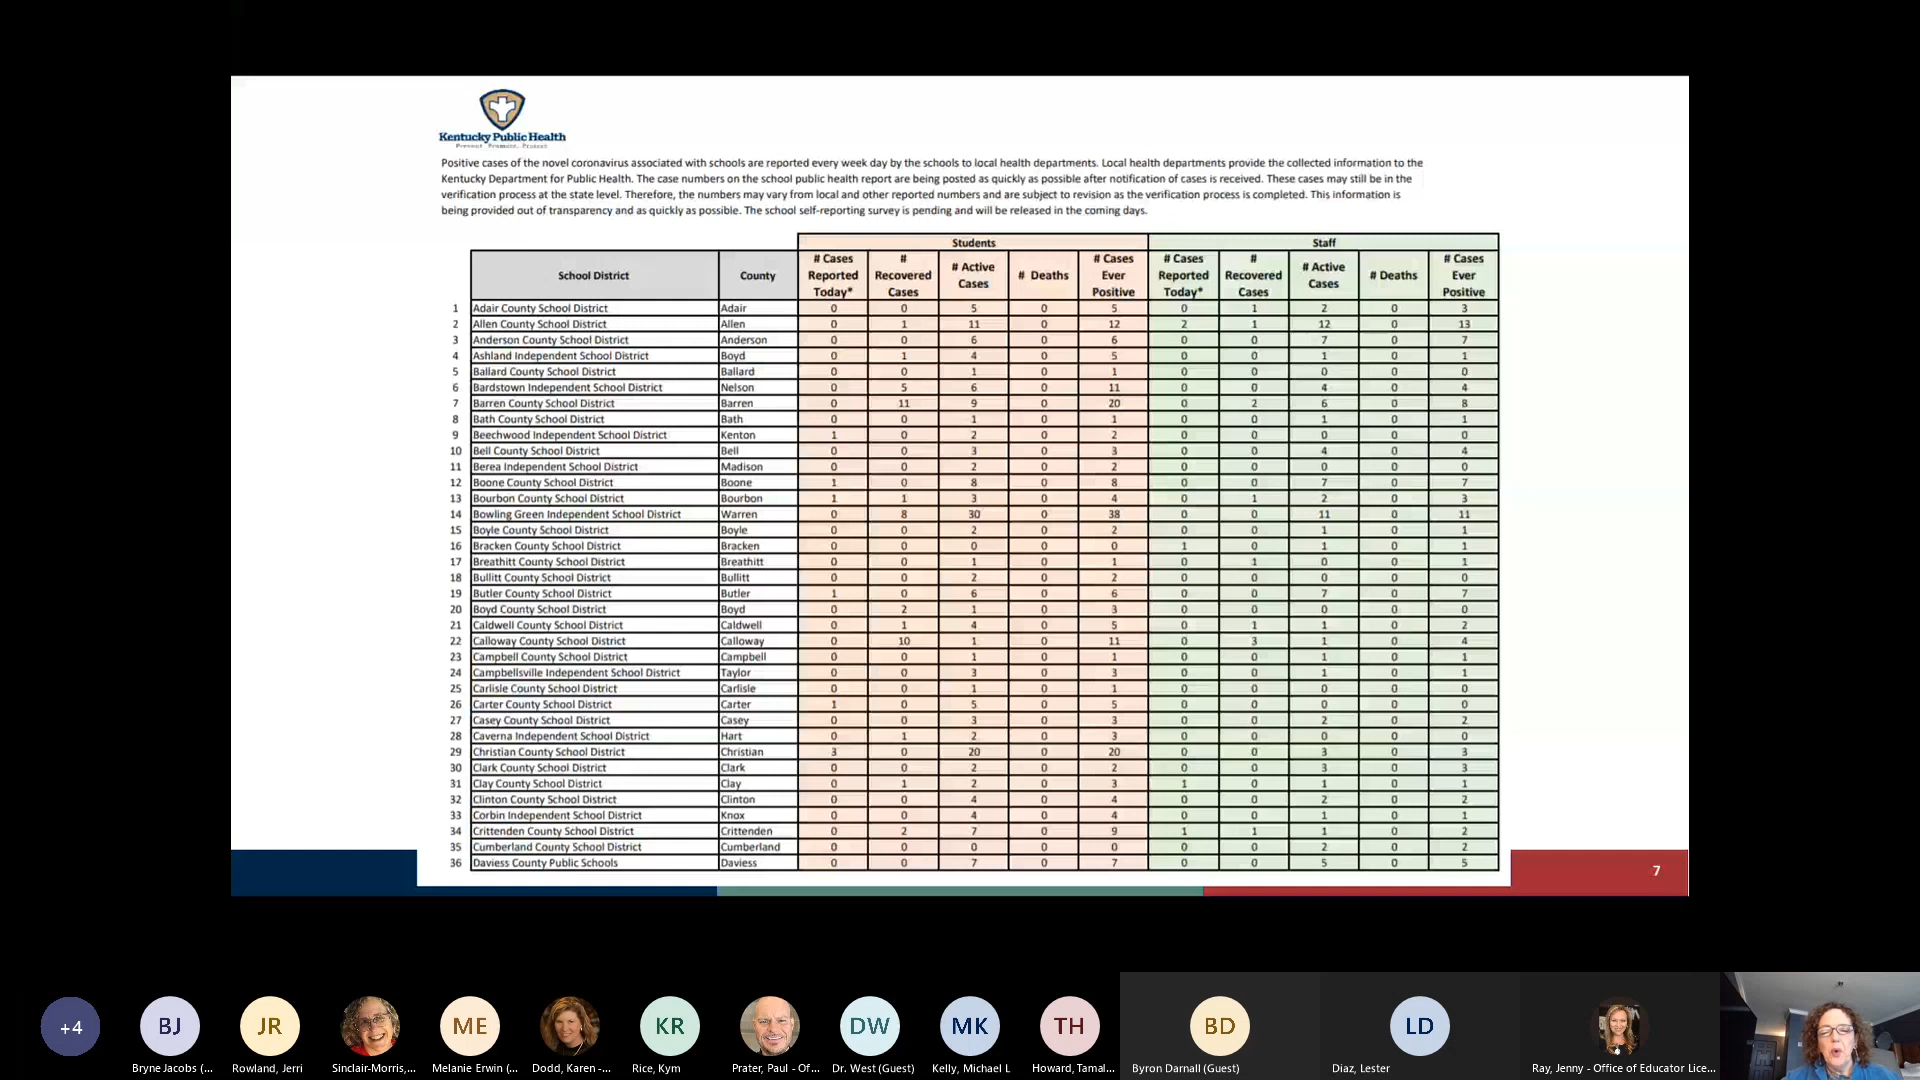 Kentucky Public Health
Prevent. Promote. Protect.
Positive cases of the novel coronavirus associated with schools are reported every week day by the schools to local health departments. Local health departments provide the collected information to the
Kentucky Department for Public Health. The case numbers on the school public health report are being posted as quickly as possible after notification of cases is received. These cases may still be in the
verification process at the state level. Therefore, the numbers may vary from local and other reported numbers and are subject to revision as the verification process is completed. This information is
being provided out of transparency and as quickly as possible. The school self-reporting survey is pending and will be released in the coming days.
Students Staff
School District County # Cases Reported Today* # Recovered Cases # Active Cases # Deaths # Cases Ever Positive # Cases Reported Today* # Recovered Cases # Active Cases # Deaths # Cases Ever Positive
1 Adair County School District Adair 0 0 5 0 5 0 1 2 0 3
2 Allen County School District Allen 0 1 11 0 12 2 1 12 0 13
3 Anderson County School District Anderson 0 0 6 0 6 0 0 7 0 7
4 Ashland Independent School District Boyd 0 1 4 0 5 0 0 1 0 1
5 Ballard County School District Ballard 0 0 1 0 1 0 0 0 0 0
6 Bardstown Independent School District Nelson 0 5 6 0 11 0 0 4 0 4
7 Barren County School District Barren 0 11 9 0 20 0 2 6 0 8
8 Bath County School District Bath 0 0 1 0 1 0 0 1 0 1
9 Beechwood Independent School District Kenton 1 0 2 0 2 0 0 0 0 0
10 Bell County School District Bell 0 0 3 0 3 0 0 4 0 4
11 Berea Independent School District Madison 0 0 2 0 2 0 0 0 0 0
12 Boone County School District Boone 1 0 8 0 8 0 0 7 0 7
13 Bourbon County School District Bourbon 1 1 3 0 4 0 1 2 0 3
14 Bowling Green Independent School District Warren 0 8 30 0 38 0 0 11 0 11
15 Boyle County School District Boyle 0 0 2 0 2 0 0 1 0 1
16 Bracken County School District Bracken 0 0 0 0 0 1 0 1 0 1
17 Breathitt County School District Breathitt 0 0 1 0 1 0 1 0 0 1
18 Bullitt County School District Bullitt 0 0 2 0 2 0 0 0 0 0
19 Butler County School District Butler 1 0 6 0 6 0 0 7 0 7
20 Boyd County School District Boyd 0 2 1 0 3 0 0 0 0 0
21 Caldwell County School District Caldwell 0 1 4 0 5 0 1 1 0 2
22 Calloway County School District Calloway 0 10 1 0 11 0 3 1 0 4
23 Campbell County School District Campbell 0 0 1 0 1 0 0 1 0 1
24 Campbellsville Independent School District Taylor 0 0 3 0 3 0 0 1 0 1
25 Carlisle County School District Carlisle 0 0 1 0 1 0 0 0 0 0
26 Carter County School District Carter 1 0 5 0 5 0 0 0 0 0
27 Casey County School District Casey 0 0 3 0 3 0 0 2 0 2
28 Caverna Independent School District Hart 0 1 2 0 3 0 0 0 0 0
29 Christian County School District Christian 3 0 20 0 20 0 0 3 0 3
30 Clark County School District Clark 0 0 2 0 2 0 0 3 0 3
31 Clay County School District Clay 0 1 2 0 3 1 0 1 0 1
32 Clinton County School District Clinton 0 0 4 0 4 0 0 2 0 2
33 Corbin Independent School District Knox 0 0 4 0 4 0 0 1 0 1
34 Crittenden County School District Crittenden 0 2 7 0 9 1 1 1 0 2
35 Cumberland County School District Cumberland 0 0 0 0 0 0 0 2 0 2
36 Daviess County Public Schools Daviess 0 0 7 0 7 0 0 5 0 5
7
+4 BJ JR ME KR DW MK TH BD LD
Bryne Jacobs (... Rowland, Jerri Sinclair-Morris,... Melanie Erwin (... Dodd, Karen -... Rice, Kym Prater, Paul - Of... Dr. West (Guest) Kelly, Michael L Howard, Tamal... Byron Darnall (Guest) Diaz, Lester Ray, Jenny - Office of Educator Lice...